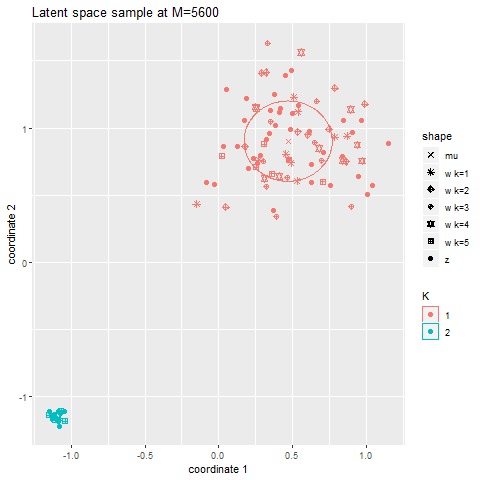 Latent space sample at M=5600
coordinate 2
1
0
-1
-1.0
-0.5
0.0
0.5
1.0
coordinate 1
shape
mu
w k=1
w k=2
w k=3
w k=4
w k=5
z
K
1
2